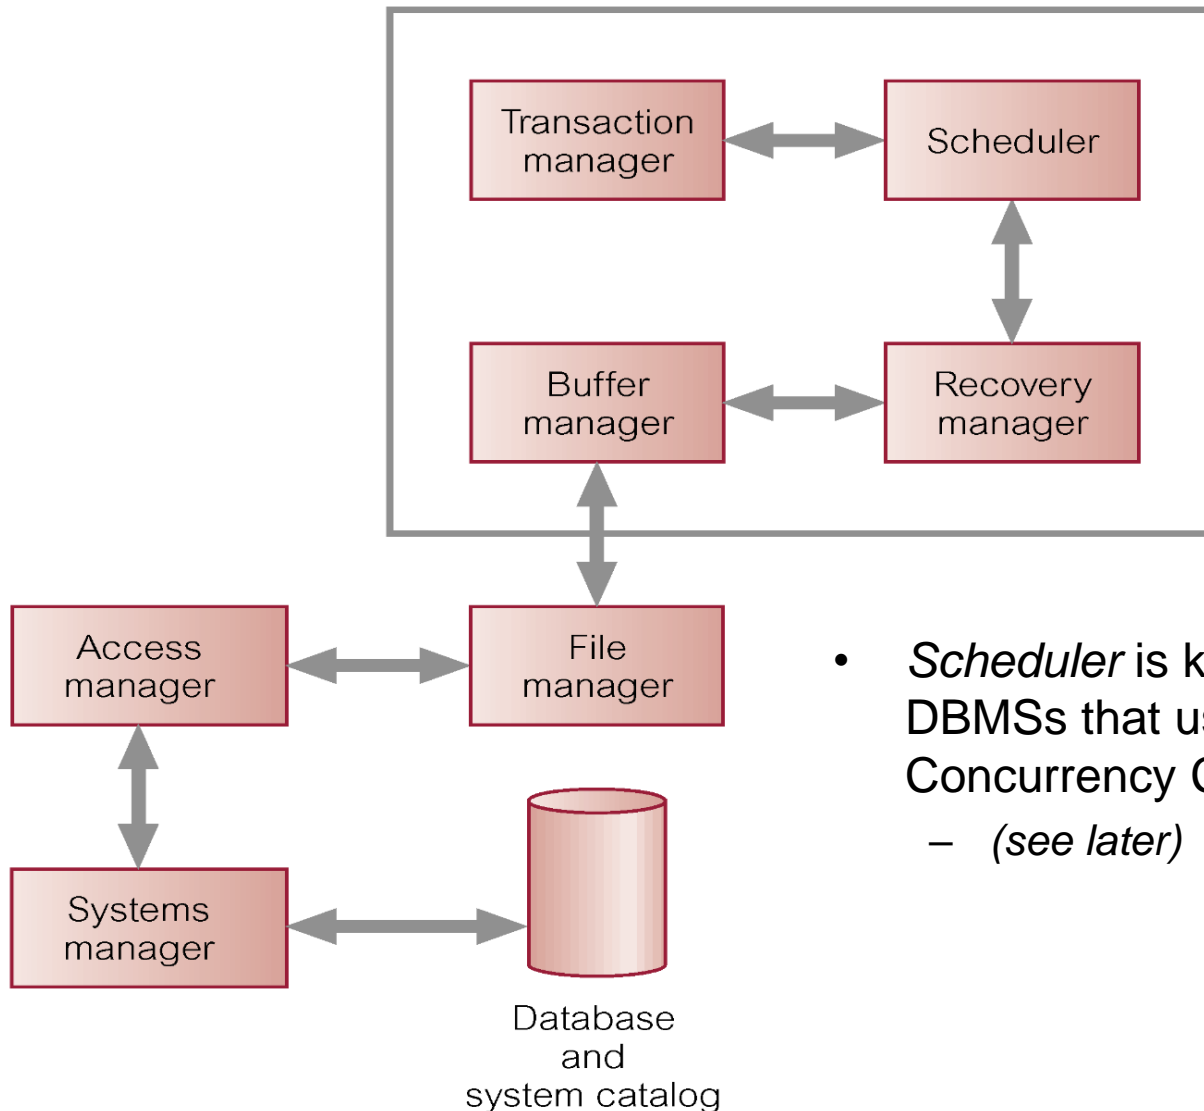 Transaction
manager
Scheduler
Buffer
manager
Recovery
manager
Access
manager
File
manager
• Scheduler is
DBMSs that
Concurrency
– (see later)
Systems
manager
Database
and
system catalog